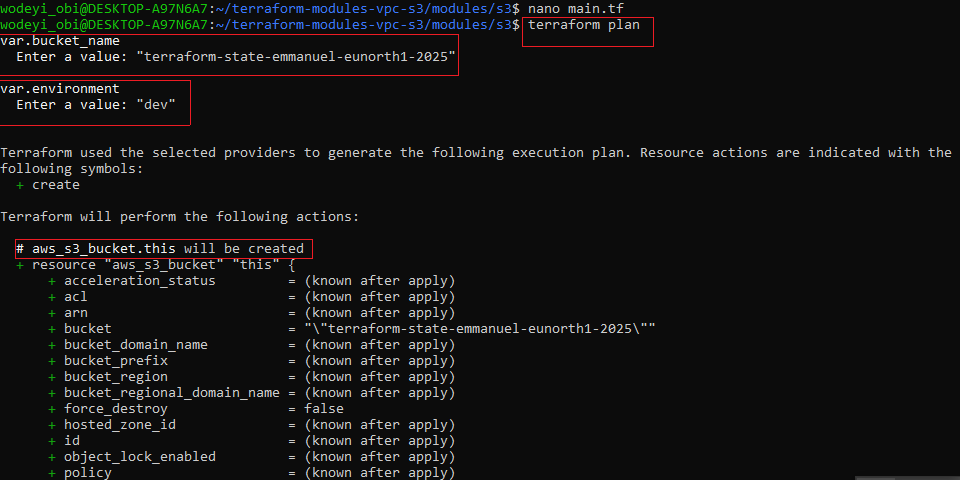 wodeyi_obi@DESKTOP-A97N6A7:~/terraform-modules-vpc-s3/modules/s3$ nano main.tf
wodeyi_obi@DESKTOP-A97N6A7:~/terraform-modules-vpc-s3/modules/s3$ terraform plan
var.bucket_name
  Enter a value: "terraform-state-emmanuel-eunorth1-2025"
var.environment
  Enter a value: "dev"
Terraform used the selected providers to generate the following execution plan. Resource actions are indicated with the
following symbols:
  + create
Terraform will perform the following actions:
  # aws_s3_bucket.this will be created
  + resource "aws_s3_bucket" "this" {
      + acceleration_status         = (known after apply)
      + acl                         = (known after apply)
      + arn                         = (known after apply)
      + bucket                      = "\"terraform-state-emmanuel-eunorth1-2025\""
      + bucket_domain_name          = (known after apply)
      + bucket_prefix               = (known after apply)
      + bucket_region               = (known after apply)
      + bucket_regional_domain_name = (known after apply)
      + force_destroy               = false
      + hosted_zone_id              = (known after apply)
      + id                          = (known after apply)
      + object_lock_enabled         = (known after apply)
      + policy                      = (known after apply)